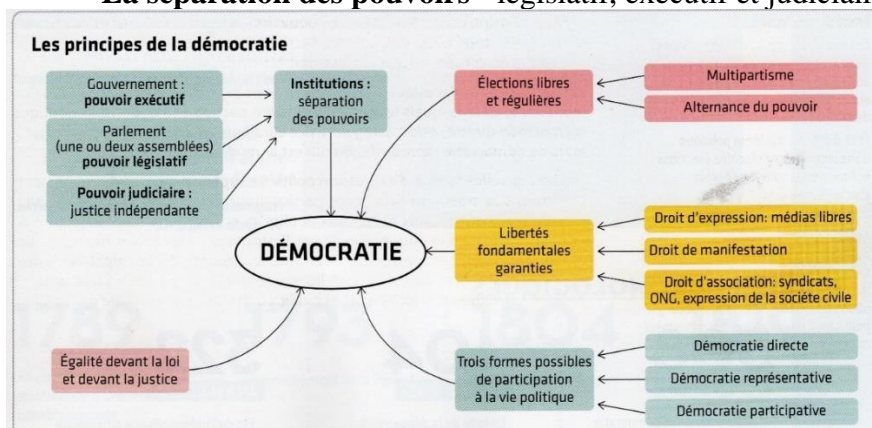 La séparation des pouvoirs - législatif, exécutif et judiciair
Les principes de la démocratie
Gouvernement :
pouvoir exécutif
Parlement
(une ou deux assemblées)
pouvoir législatif
Pouvoir judiciaire :
justice indépendante
Institutions :
séparation
des pouvoirs
Élections libres
et régulières
Multipartisme
Alternance du pouvoir
DÉMOCRATIE
Libertés
fondamentales
garanties
Droit d'expression: médias libres
Droit de manifestation
Droit d'association: syndicats,
ONG, expression de la sociéte civile
Égalité devant la loi
et devant la justice
Trois formes possibles
de participation
à la vie politique
Démocratie directe
Démocratie représentative
Démocratie participative